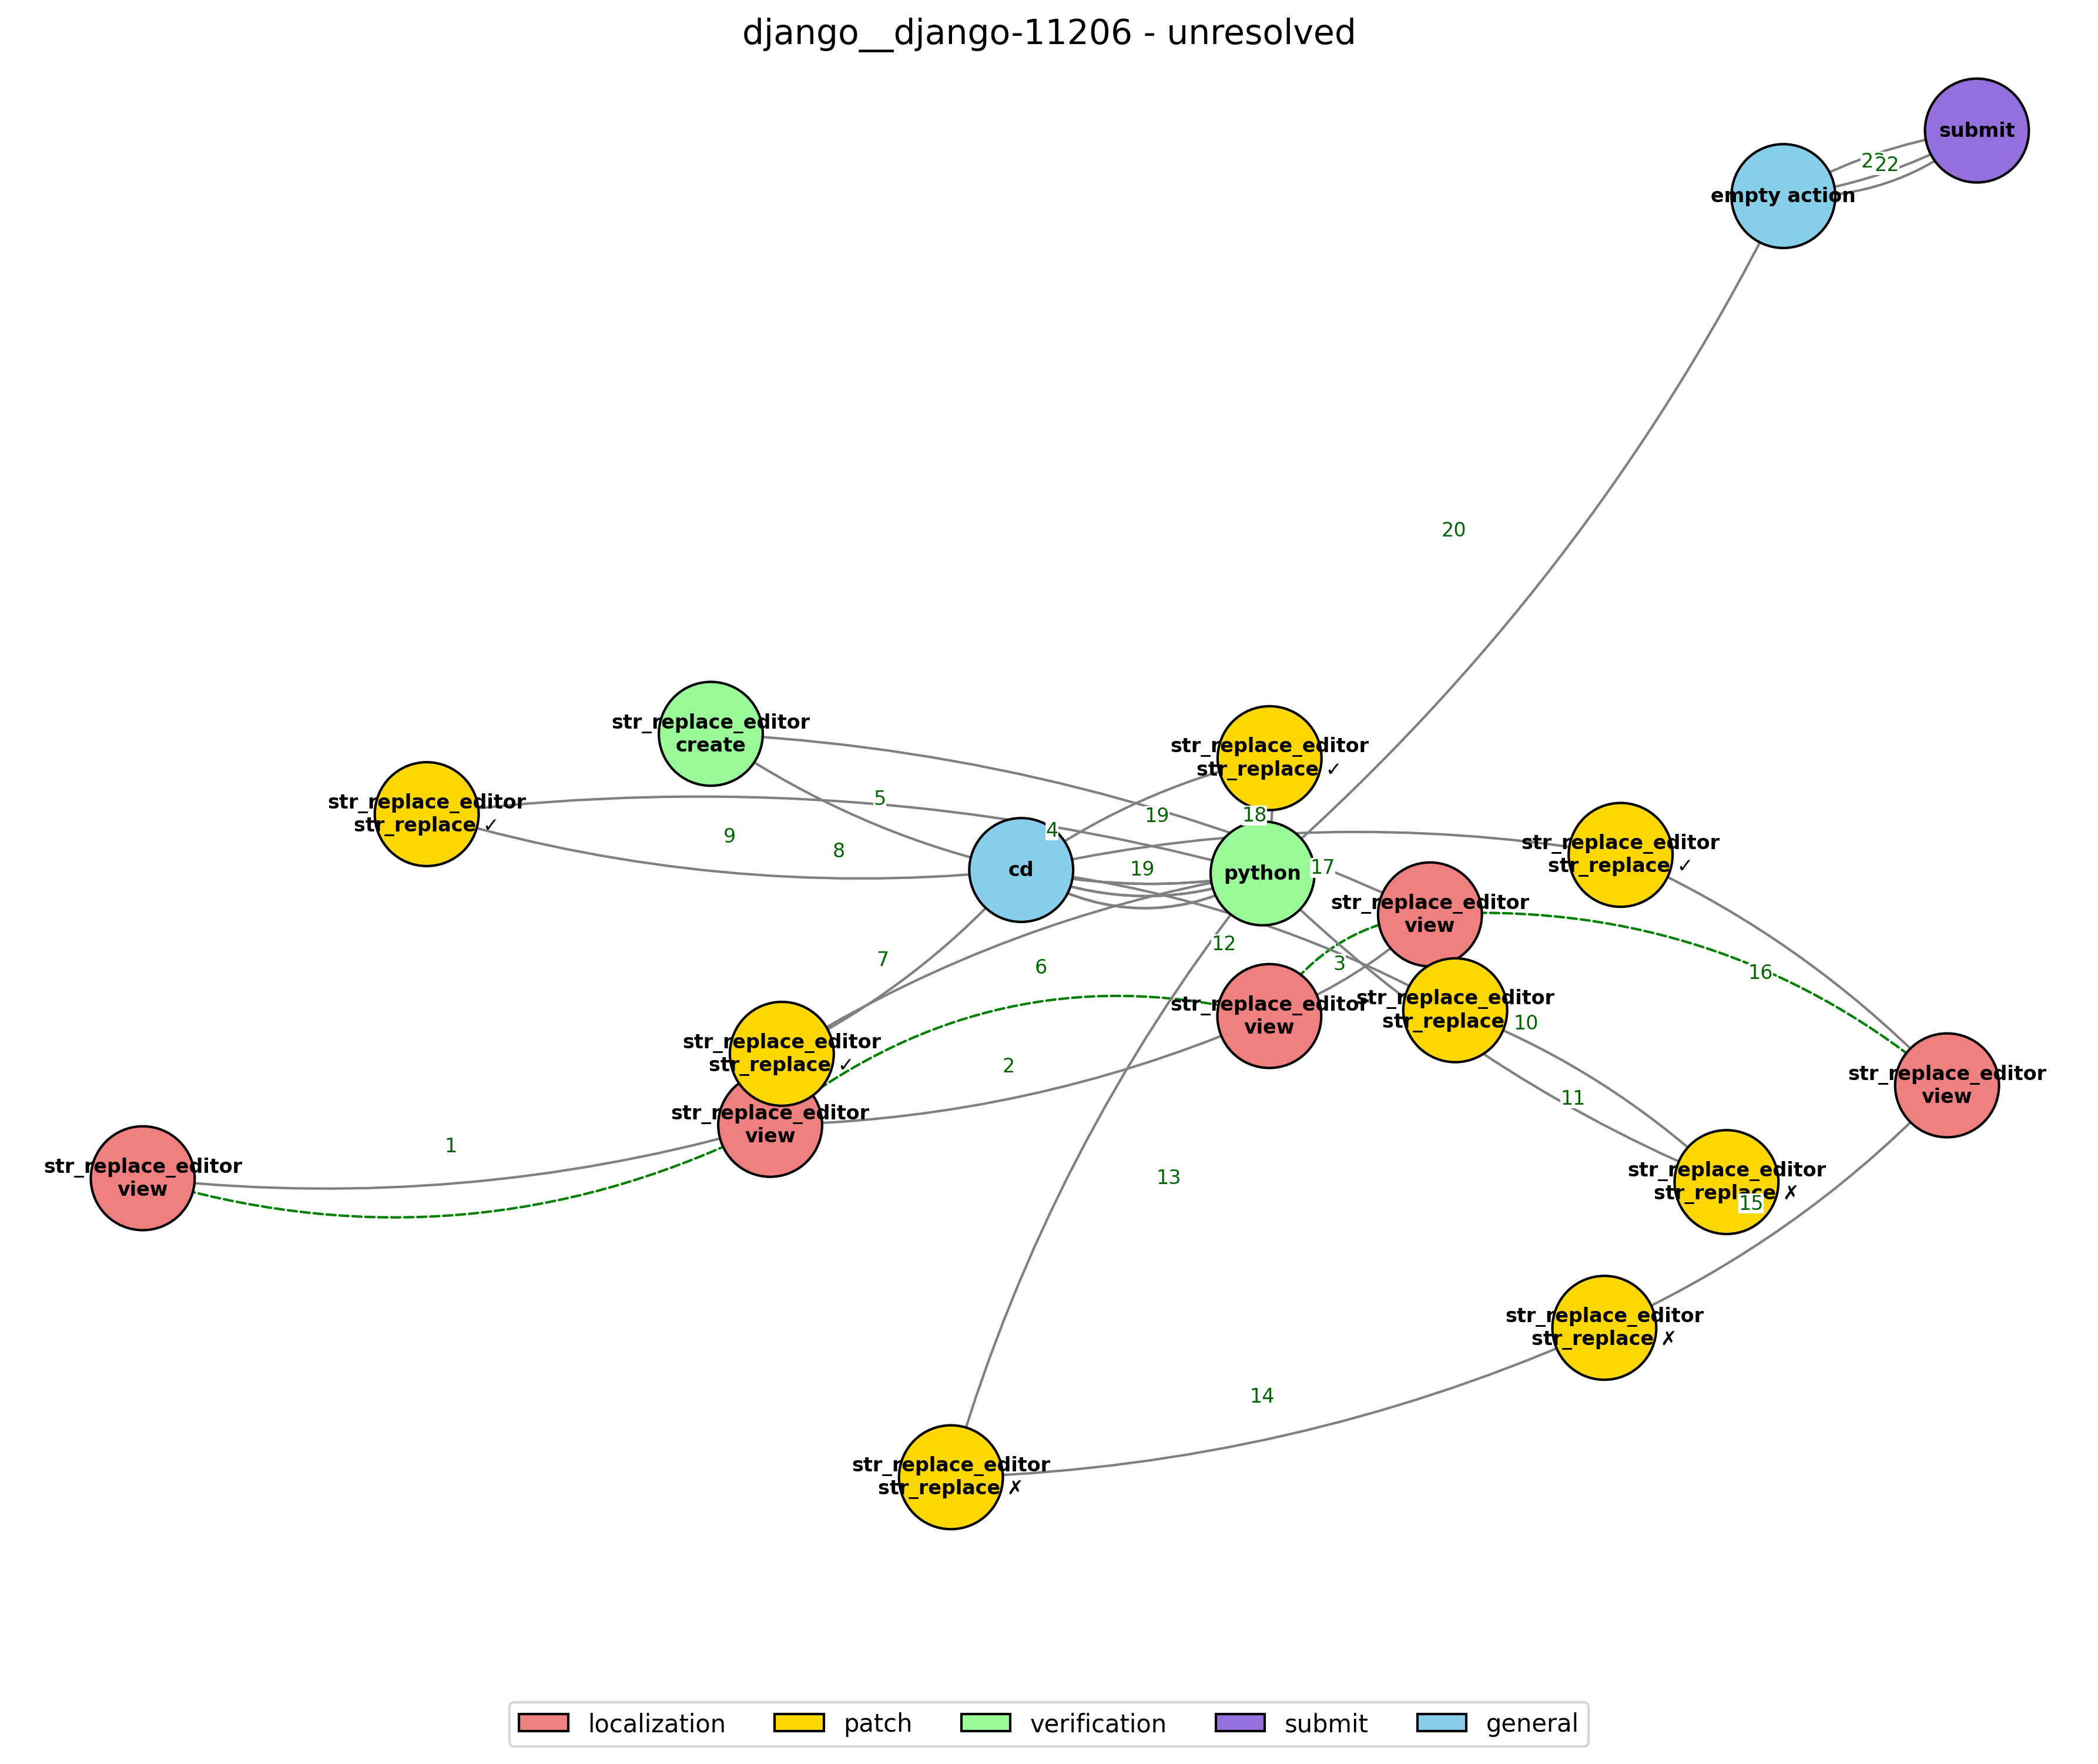 django__django-11206 - unresolved
submit
22
empty action
20
str_replace_editor
create
str_replace_editor
str_replace ✓
str_replace_editor
str_replace ✓
5
19
18
4
9
8
cd
19
python
17
str_replace_editor
str_replace ✓
str_replace_editor
view
12
3
7
6
16
str_replace_editor
view
str_replace_editor
str_replace
10
str_replace_editor
str_replace ✓
2
str_replace_editor
view
11
str_replace_editor
view
1
str_replace_editor
view
13
str_replace_editor
str_replace ✗
15
str_replace_editor
str_replace ✗
14
str_replace_editor
str_replace ✗
localization
patch
verification
submit
general